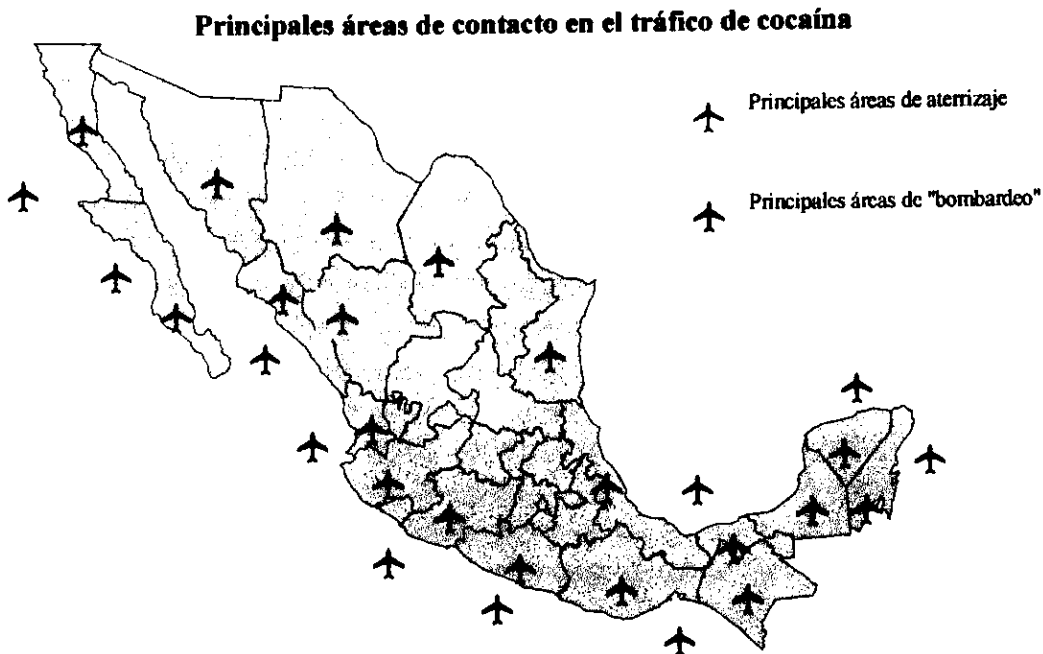 Principales áreas de contacto en el tráfico de cocaína
Principales áreas de aterrizaje
Principales áreas de "bombardeo"